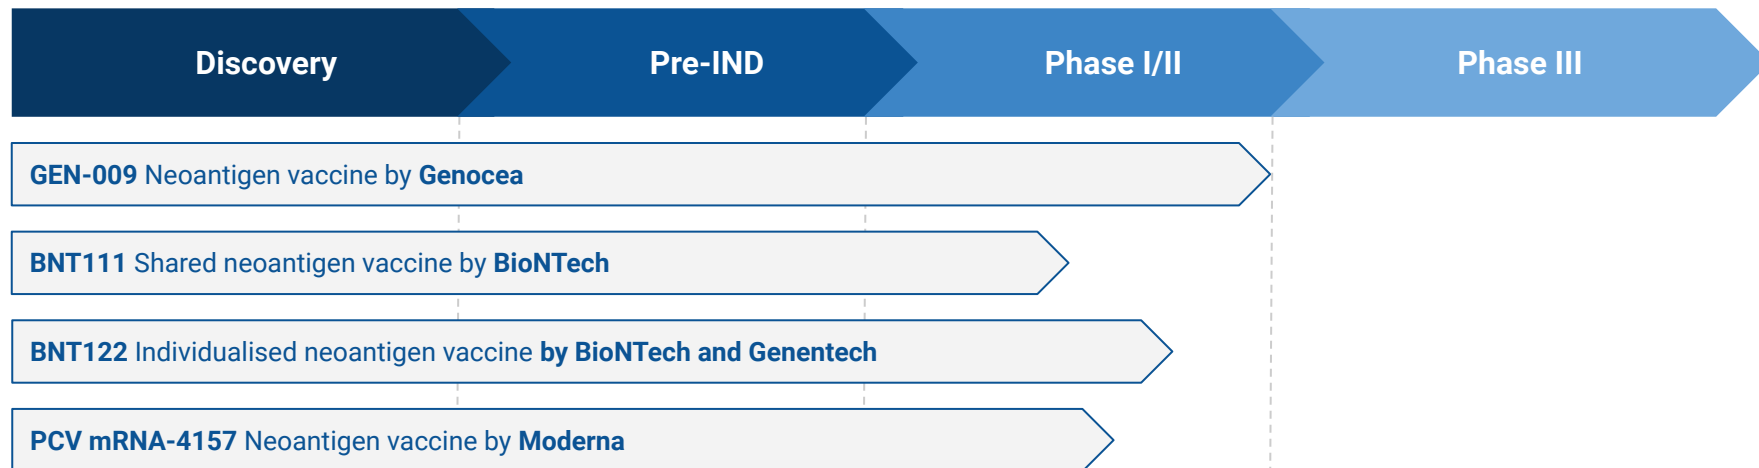 Discovery Pre-IND Phase I/II Phase III
GEN-009 Neoantigen vaccine by Genocea
BNT111 Shared neoantigen vaccine by BioNTech
BNT122 Individualised neoantigen vaccine by BioNTech and Genentech
PCV mRNA-4157 Neoantigen vaccine by Moderna